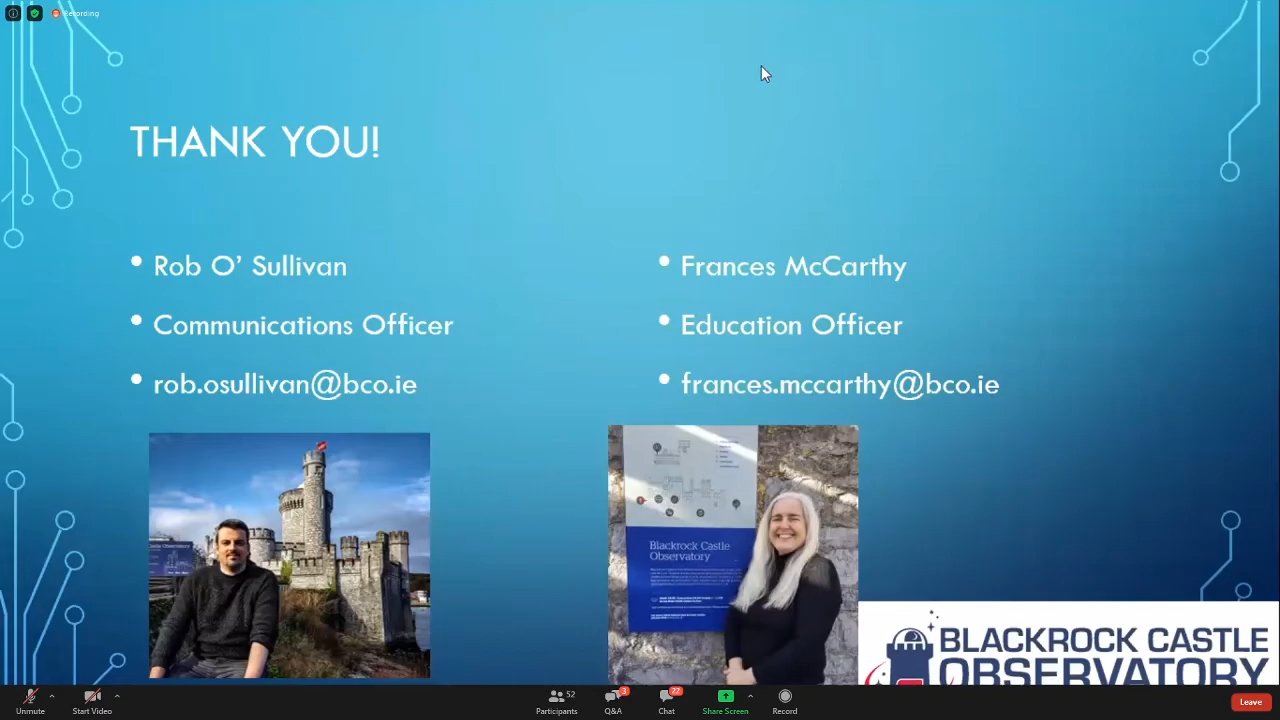 Recording
THANK YOU!
• Rob O’ Sullivan
• Communications Officer
• rob.osullivan@bco.ie
• Frances McCarthy
• Education Officer
• frances.mccarthy@bco.ie
Blackrock Castle
Observatory
BLACKROCK CASTLE
OBSERVATORY
Unmute
Start Video
52
Participants
3
Q&A
22
Chat
Share Screen
Record
Leave